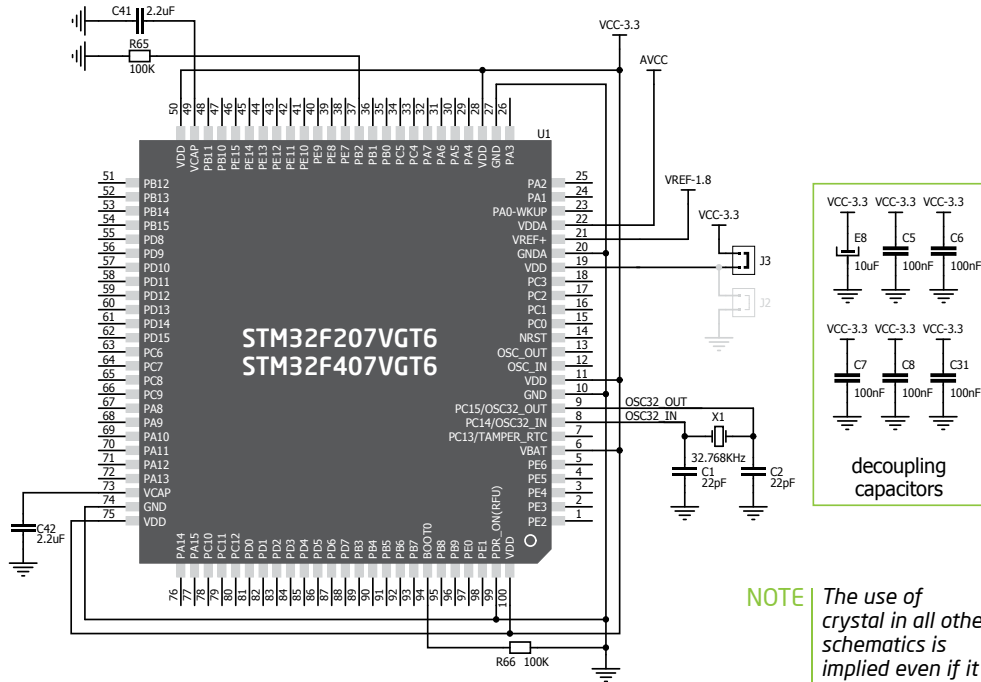 C41
2.2uF
R65
100K
VCC-3.3
AVCC
50
49
48
47
46
45
44
43
42
41
40
39
38
37
36
35
34
33
32
31
30
29
28
27
26
U1
VDD
VCAP
PB11
PB10
PE15
PE14
PE13
PE12
PE11
PE10
PE9
PE8
PE7
PB2
PB1
PB0
PC5
PC4
PA7
PA6
PA5
PA4
VDD
GND
PA3
51 PB12
52 PB13
53 PB14
54 PB15
55 PD8
56 PD9
57 PD10
58 PD11
59 PD12
60 PD13
61 PD14
62 PD15
63 PC6
64 PC7
65 PC8
66 PC9
67 PA8
68 PA9
69 PA10
70 PA11
71 PA12
72 PA13
73 VCAP
74 GND
75 VDD
STM32F207VGT6
STM32F407VGT6
PA2 25
PA1 24
PA0-WKUP 23
VDDA 22
VREF+ 21
GNDA 20
VDD 19
PC3 18
PC2 17
PC1 16
PC0 15
NRST 14
OSC_OUT 13
OSC_IN 12
VDD 11
GND 10
PC15/OSC32_OUT 9
PC14/OSC32_IN 8
PC13/TAMPER_RTC 7
VBAT 6
PE6 5
PE5 4
PE4 3
PE3 2
PE2 1
VREF-1.8
VCC-3.3
J3
J2
OSC32_OUT
OSC32_IN
X1
32.768KHz
C1
22pF
C2
22pF
C42
2.2uF
PA14
PA15
PC10
PC11
PC12
PD0
PD1
PD2
PD3
PD4
PD5
PD6
PD7
PB3
PB4
PB5
PB6
PB7
BOOT0
PB8
PB9
PE0
PE1
PDR_ON(RFU)
VDD
76
77
78
79
80
81
82
83
84
85
86
87
88
89
90
91
92
93
94
95
96
97
98
99
100
R66 100K
VCC-3.3 VCC-3.3 VCC-3.3
E8 C5 C6
10uF 100nF 100nF
VCC-3.3 VCC-3.3 VCC-3.3
C7 C8 C31
100nF 100nF 100nF
decoupling
capacitors
NOTE The use of
crystal in all othe
schematics is
implied even if it